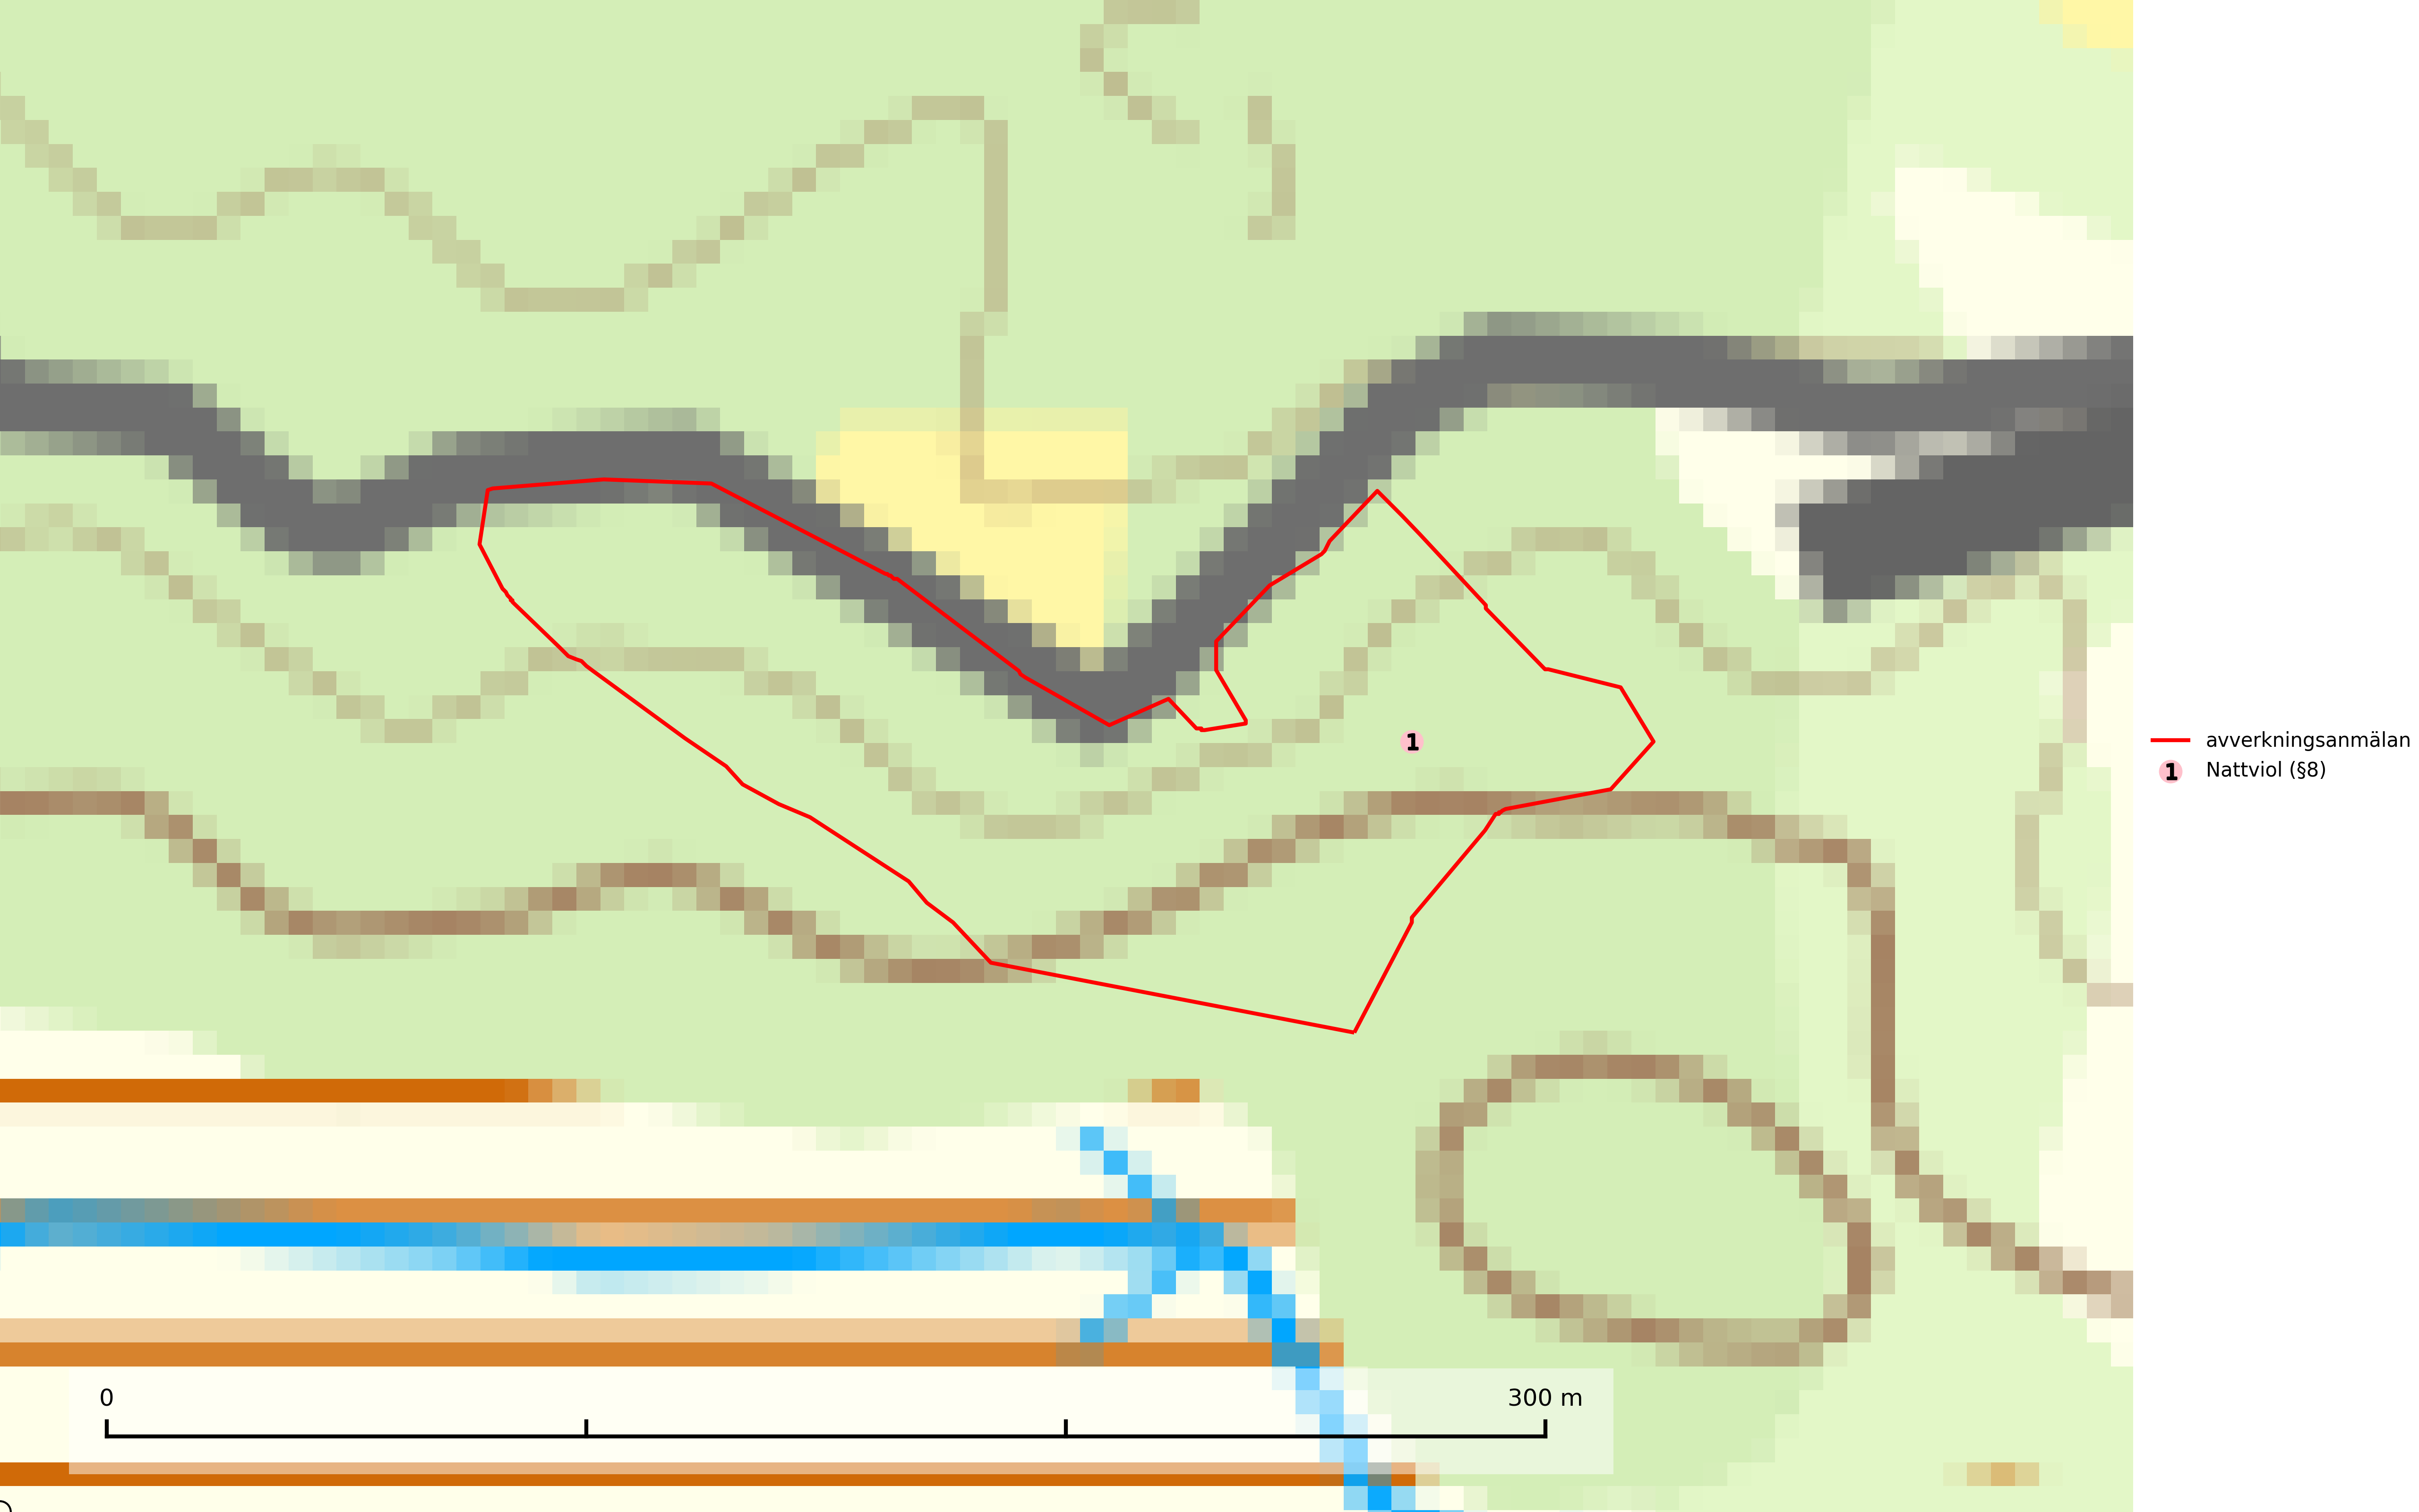 1
avverkningsanmälan
1 Nattviol (§8)
0 300 m